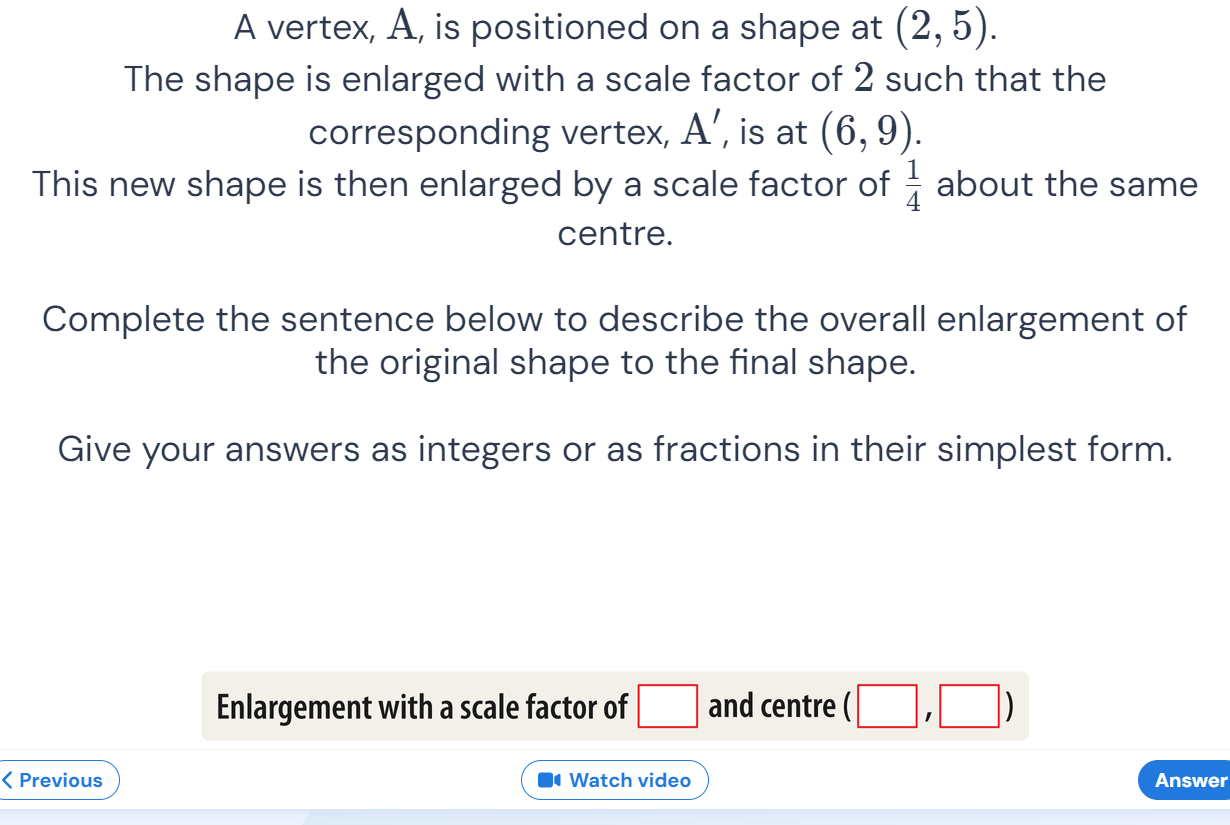 A vertex, A, is positioned on a shape at (2, 5).
The shape is enlarged with a scale factor of 2 such that the
corresponding vertex, A′, is at (6, 9).
This new shape is then enlarged by a scale factor of 1/4 about the same
centre.
Complete the sentence below to describe the overall enlargement of
the original shape to the final shape.
Give your answers as integers or as fractions in their simplest form.
Enlargement with a scale factor of and centre ( , )
Previous
Watch video
Answer